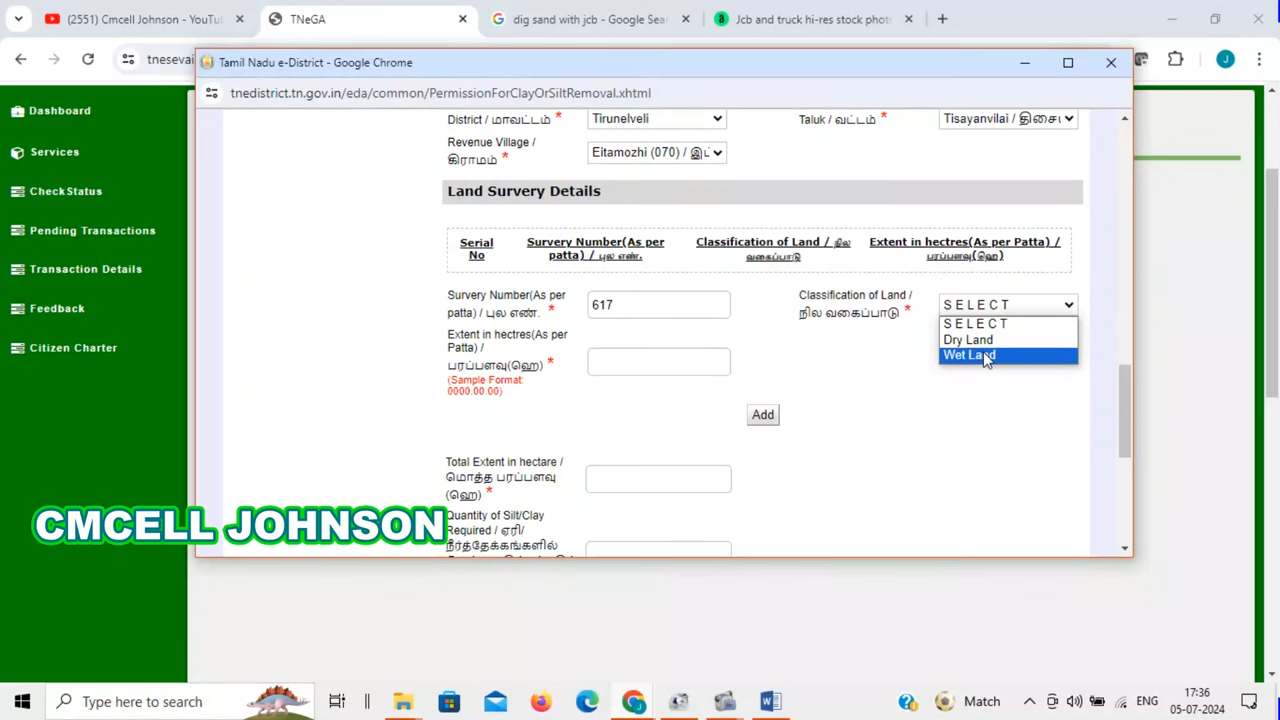 (2551) Cmcell Johnson - YouTu
TNeGA
dig sand with jcb - Google Sear
Jcb and truck hi-res stock phot
tnesevai
Tamil Nadu e-District - Google Chrome
tnedistrict.tn.gov.in/eda/common/PermissionForClayOrSiltRemoval.xhtml
J
Dashboard
Services
CheckStatus
Pending Transactions
Transaction Details
Feedback
Citizen Charter
District / மாவட்டம் *
Tirunelveli
Taluk / வட்டம் *
Tisayanvilai / திசை
Revenue Village /
கிராமம் *
Eitamozhi (070) / இட்
Land Survery Details
Serial
No
Survery Number(As per
patta) / புல எண்.
Classification of Land / நில
வகைப்பாடு
Extent in hectres(As per Patta) /
பரப்பளவு(ஹெ)
Survery Number(As per
patta) / புல எண். *
617
Classification of Land /
நில வகைப்பாடு *
S E L E C T
S E L E C T
Dry Land
Wet Land
Extent in hectres(As per
Patta) /
பரப்பளவு(ஹெ) *
(Sample Format:
0000.00.00)
Add
Total Extent in hectare /
மொத்த பரப்பளவு
(ஹெ) *
Quantity of Silt/Clay
Required / ஏரி/
நீர்த்தேக்கங்களில்
CMCELL JOHNSON
Type here to search
Match
ENG
17:36
05-07-2024